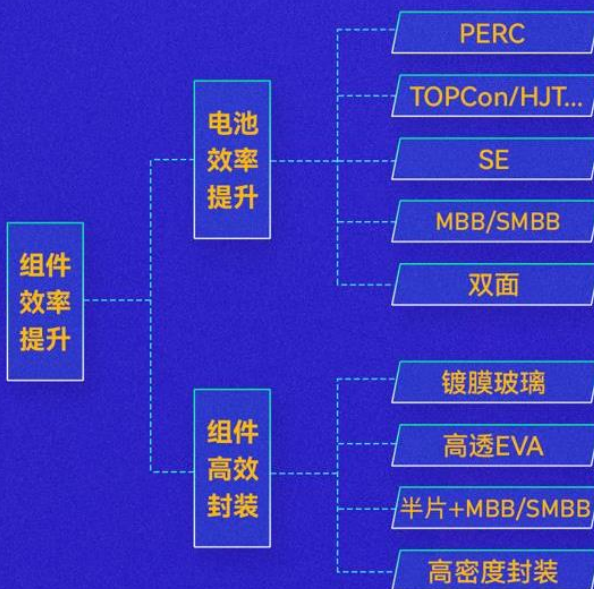 组件
效率
提升
电池
效率
提升
PERC
TOPCon/HJT...
SE
MBB/SMBB
双面
组件
高效
封装
镀膜玻璃
高透EVA
半片+MBB/SMBB
高密度封装